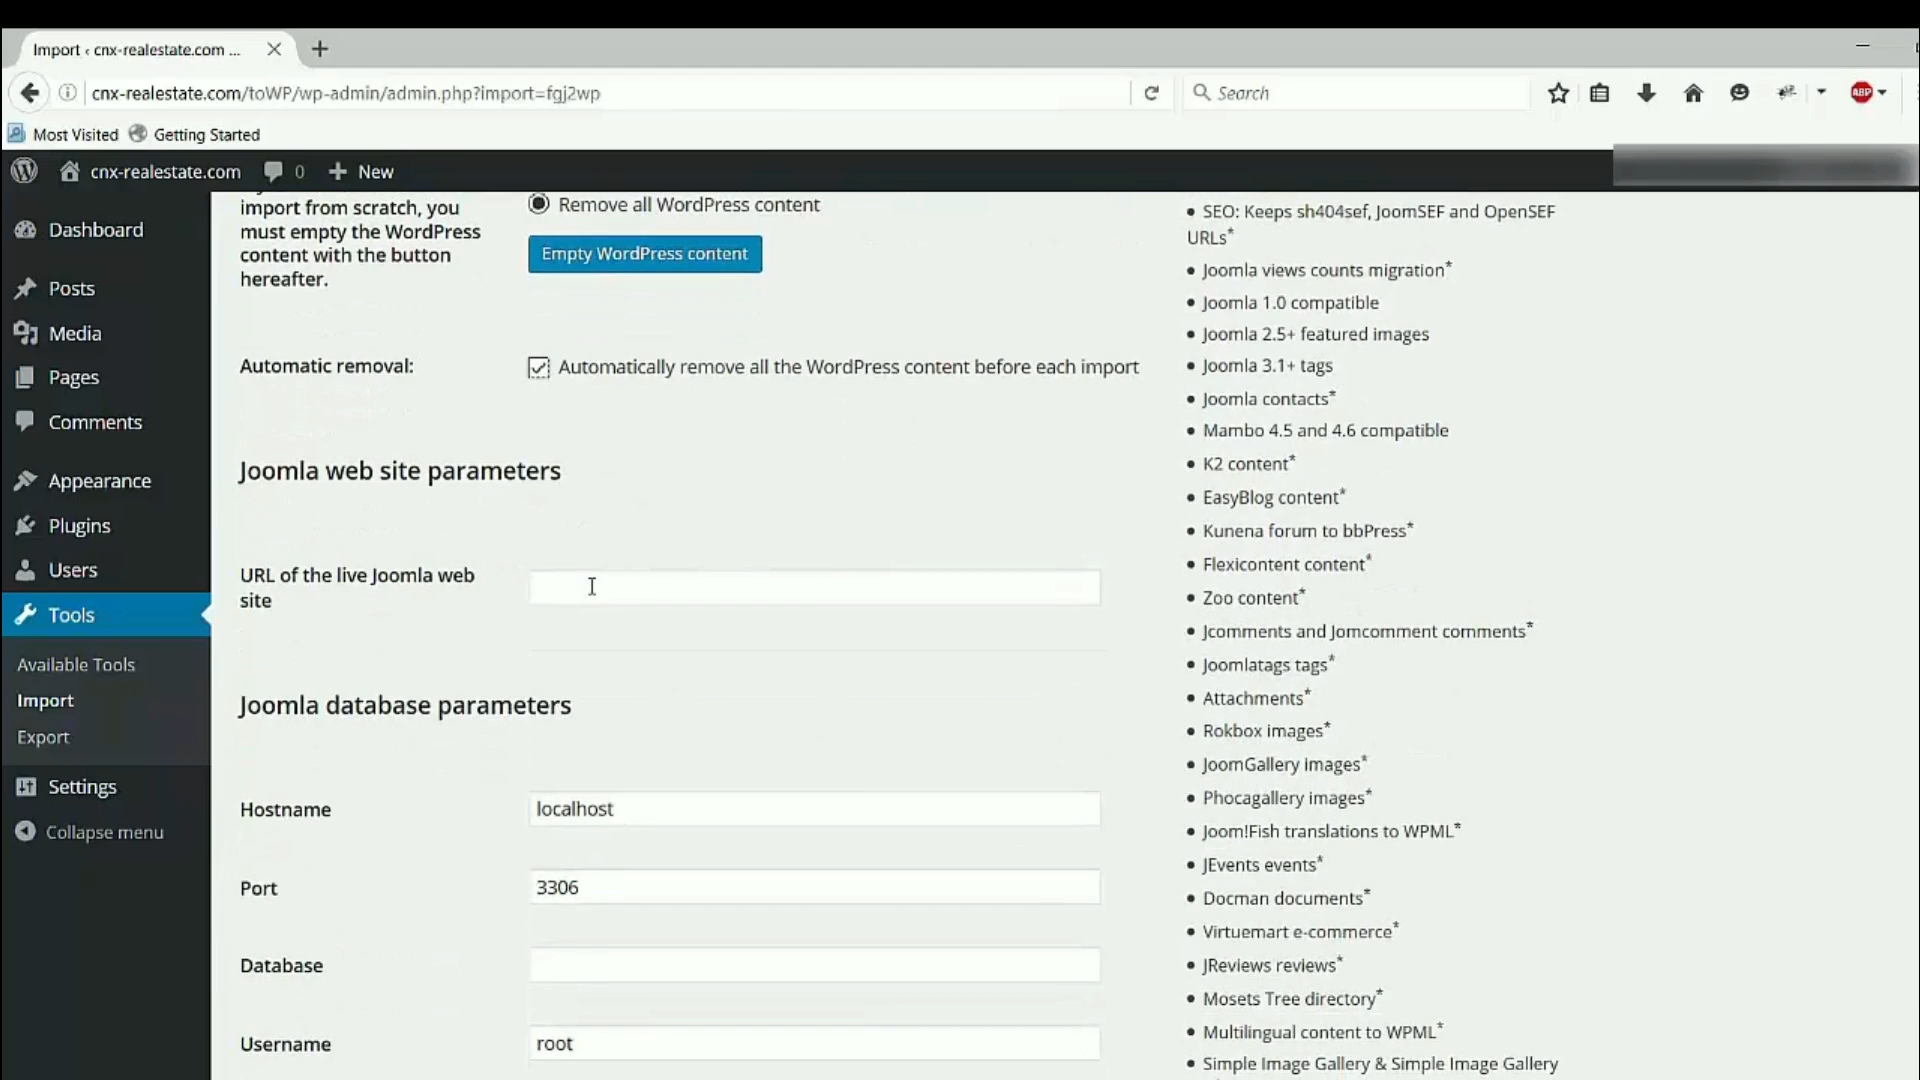 Import ‹ cnx-realestate.com ...
cnx-realestate.com/toWP/wp-admin/admin.php?import=fgj2wp
Search
ABP
Most Visited
Getting Started
cnx-realestate.com
0
New
Dashboard
Posts
Media
Pages
Comments
Appearance
Plugins
Users
Tools
Available Tools
Import
Export
Settings
Collapse menu
import from scratch, you
must empty the WordPress
content with the button
hereafter.
Remove all WordPress content
Empty WordPress content
Automatic removal:
Automatically remove all the WordPress content before each import
Joomla web site parameters
URL of the live Joomla web
site
Joomla database parameters
Hostname
localhost
Port
3306
Database
Username
root
• SEO: Keeps sh404sef, JoomSEF and OpenSEF
URLs*
• Joomla views counts migration*
• Joomla 1.0 compatible
• Joomla 2.5+ featured images
• Joomla 3.1+ tags
• Joomla contacts*
• Mambo 4.5 and 4.6 compatible
• K2 content*
• EasyBlog content*
• Kunena forum to bbPress*
• Flexicontent content*
• Zoo content*
• Jcomments and Jomcomment comments*
• Joomlatags tags*
• Attachments*
• Rokbox images*
• JoomGallery images*
• Phocagallery images*
• Joom!Fish translations to WPML*
• JEvents events*
• Docman documents*
• Virtuemart e-commerce*
• JReviews reviews*
• Mosets Tree directory*
• Multilingual content to WPML*
• Simple Image Gallery & Simple Image Gallery